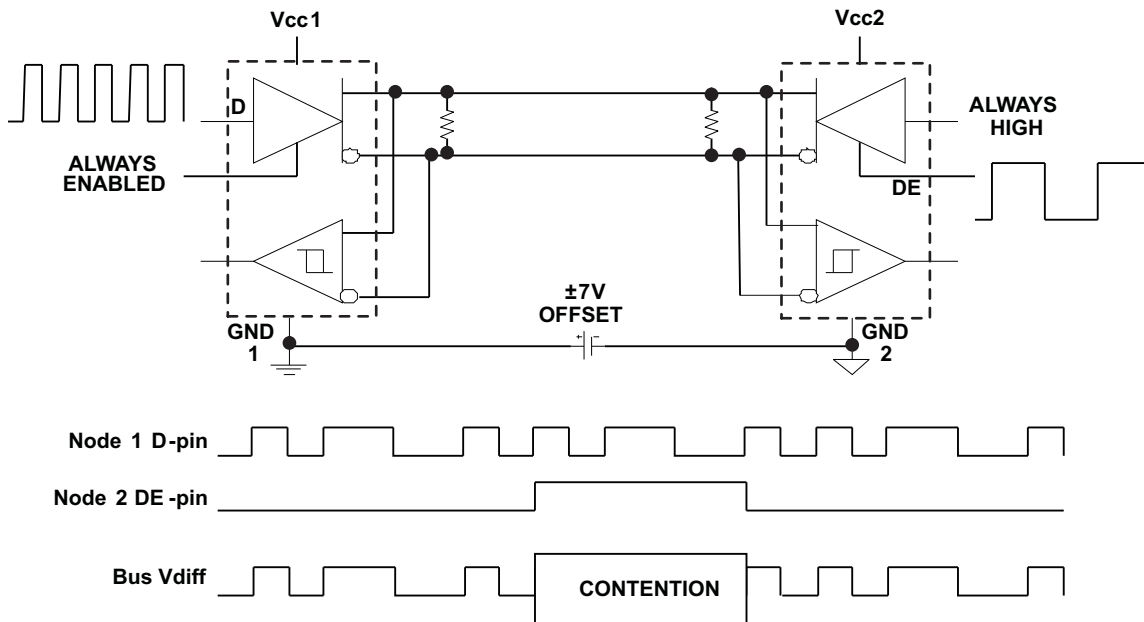 Vcc1
Vcc2
D
ALWAYS
ENABLED
ALWAYS
HIGH
DE
±7V
OFFSET
GND
1
GND
2
+
−
Node 1 D-pin
Node 2 DE-pin
Bus Vdiff
CONTENTION